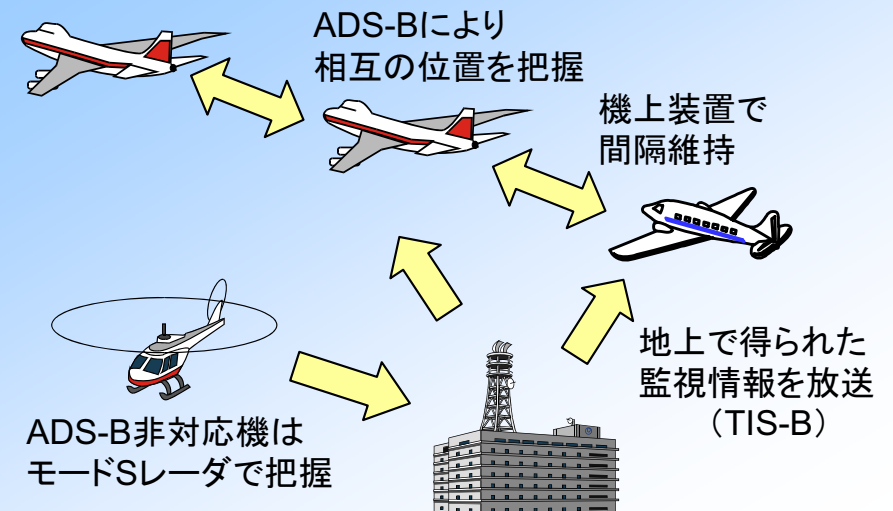 ADS-Bにより
相互の位置を把握
機上装置で
間隔維持
地上で得られた
監視情報を放送
（TIS-B）
ADS-B非対応機は
モードSレーダで把握